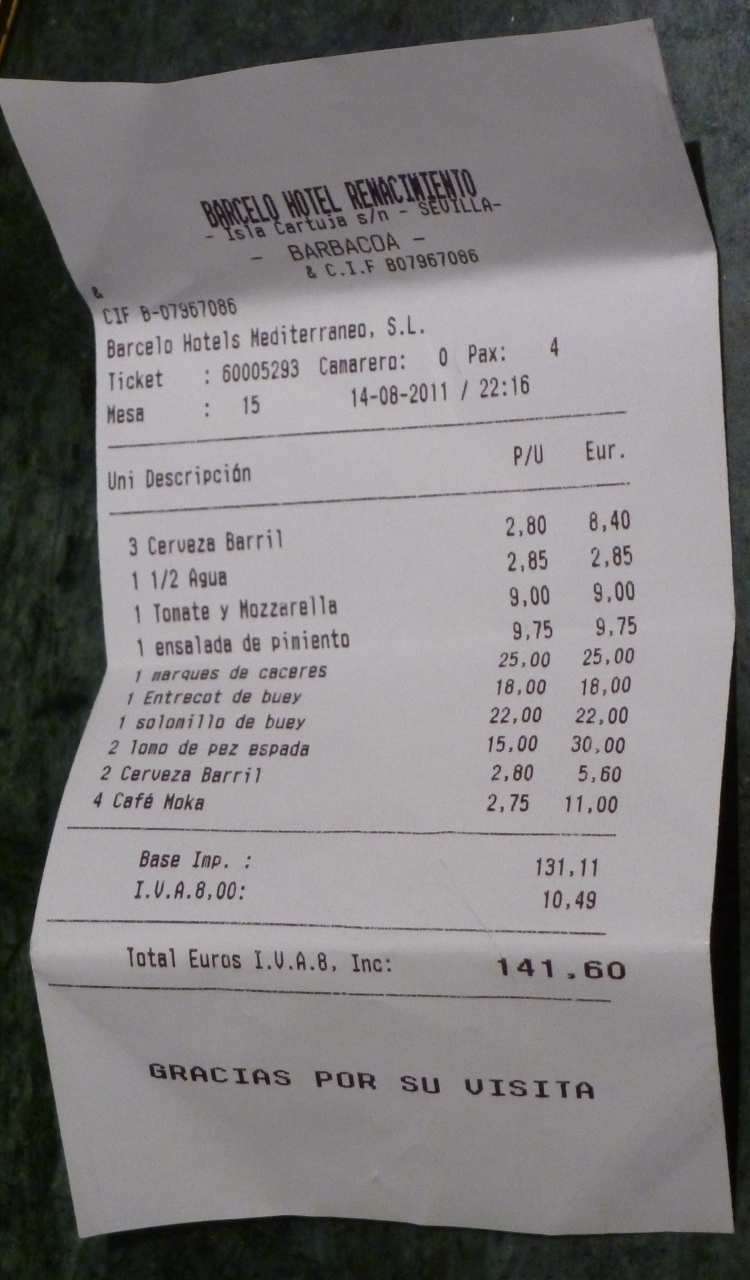 BARCELO HOTEL RENACIMIENTO
- Isla Cartuja s/n - SEVILLA-
- BARBACOA -
& C.I.F B07967086
&
CIF B-07967086
Barcelo Hotels Mediterraneo, S.L.
Ticket : 60005293 Camarero: 0 Pax: 4
Mesa : 15 14-08-2011 / 22:16
Uni Descripción P/U Eur.
3 Cerveza Barril 2,80 8,40
1 1/2 Agua 2,85 2,85
1 Tomate y Mozzarella 9,00 9,00
1 ensalada de pimiento 9,75 9,75
1 marques de caceres 25,00 25,00
1 Entrecot de buey 18,00 18,00
1 solomillo de buey 22,00 22,00
2 lomo de pez espada 15,00 30,00
2 Cerveza Barril 2,80 5,60
4 Café Moka 2,75 11,00
Base Imp. : 131,11
I.V.A.8,00: 10,49
Total Euros I.V.A.8, Inc: 141,60
GRACIAS POR SU VISITA